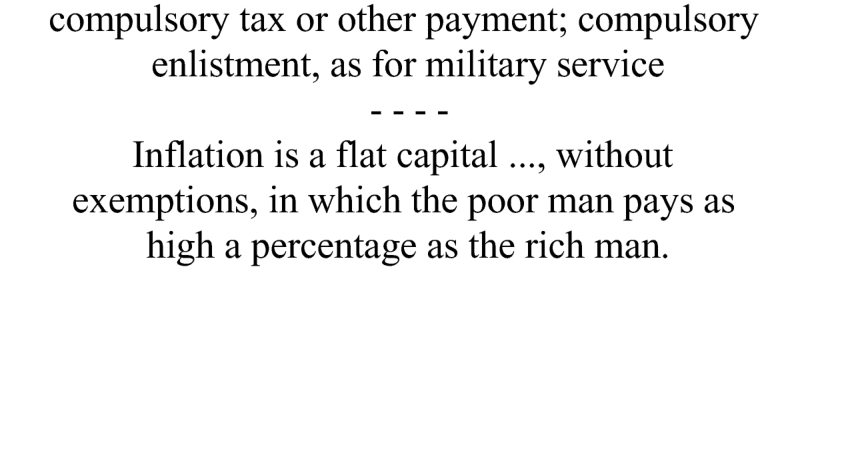 compulsory tax or other payment; compulsory
enlistment, as for military service
- - - -
Inflation is a flat capital ..., without
exemptions, in which the poor man pays as
high a percentage as the rich man.